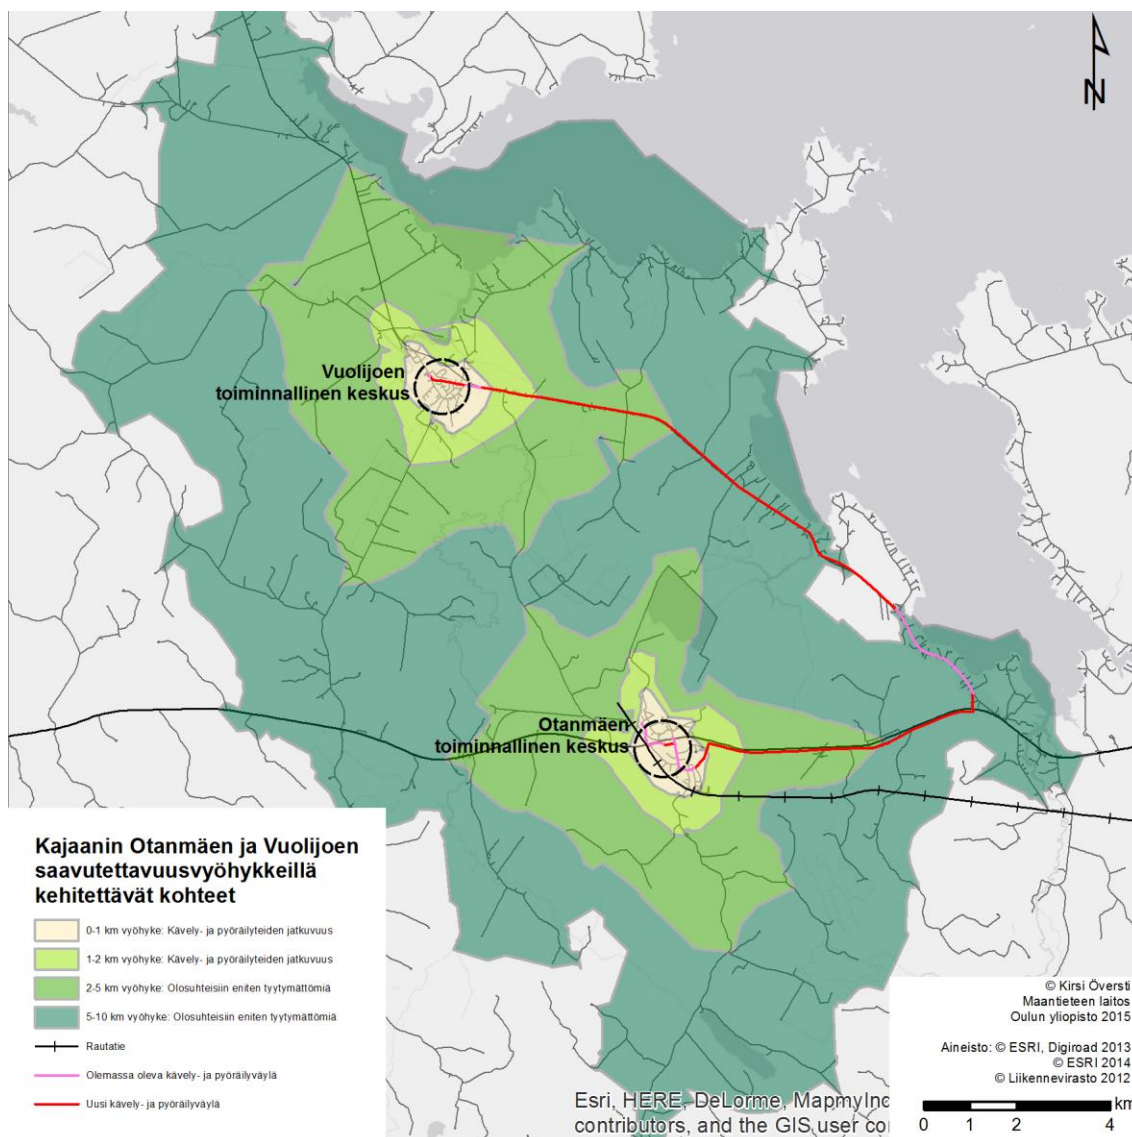 N
Vuolijoen
toiminnallinen keskus
Otanmäen
toiminnallinen keskus
Kajaanin Otanmäen ja Vuolijoen
saavutettavuusvyöhykkeillä
kehitettävät kohteet
0-1 km vyöhyke: Kävely- ja pyöräilyteiden jatkuvuus
1-2 km vyöhyke: Kävely- ja pyöräilyteiden jatkuvuus
2-5 km vyöhyke: Olosuhteisiin eniten tyytymättömiä
5-10 km vyöhyke: Olosuhteisiin eniten tyytymättömiä
Rautatie
Olemassa oleva kävely- ja pyöräilyväylä
Uusi kävely- ja pyöräilyväylä
© Kirsi Översti
Maantieteen laitos
Oulun yliopisto 2015
Aineisto: © ESRI, Digiroad 2013
© ESRI 2014
© Liikennevirasto 2012
Esri, HERE, DeLorme, MapmyInd
contributors, and the GIS user co
km
0 1 2 4